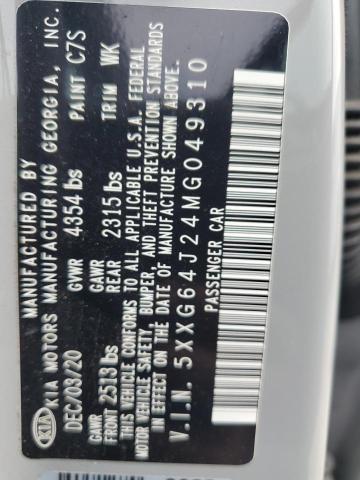 MANUFACTURED BY
KIA KIA MOTORS MANUFACTURING GEORGIA, INC.
DEC/03/20 GVWR 4354 lbs PAINT C7S
GAWR FRONT 2513 lbs GAWR REAR 2315 lbs TRIM WK
THIS VEHICLE CONFORMS TO ALL APPLICABLE U.S.A. FEDERAL
MOTOR VEHICLE SAFETY, BUMPER, AND THEFT PREVENTION STANDARDS
IN EFFECT ON THE DATE OF MANUFACTURE SHOWN ABOVE.
V.I.N. 5XXG64J24MG049310
PASSENGER CAR